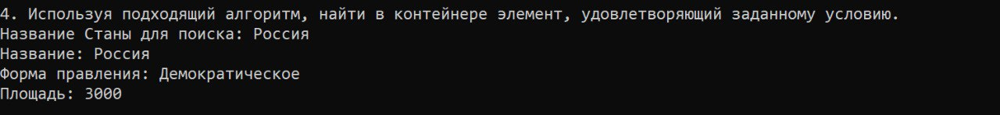 4. Используя подходящий алгоритм, найти в контейнере элемент, удовлетворяющий заданному условию.
Название Станы для поиска: Россия
Название: Россия
Форма правления: Демократическое
Площадь: 3000